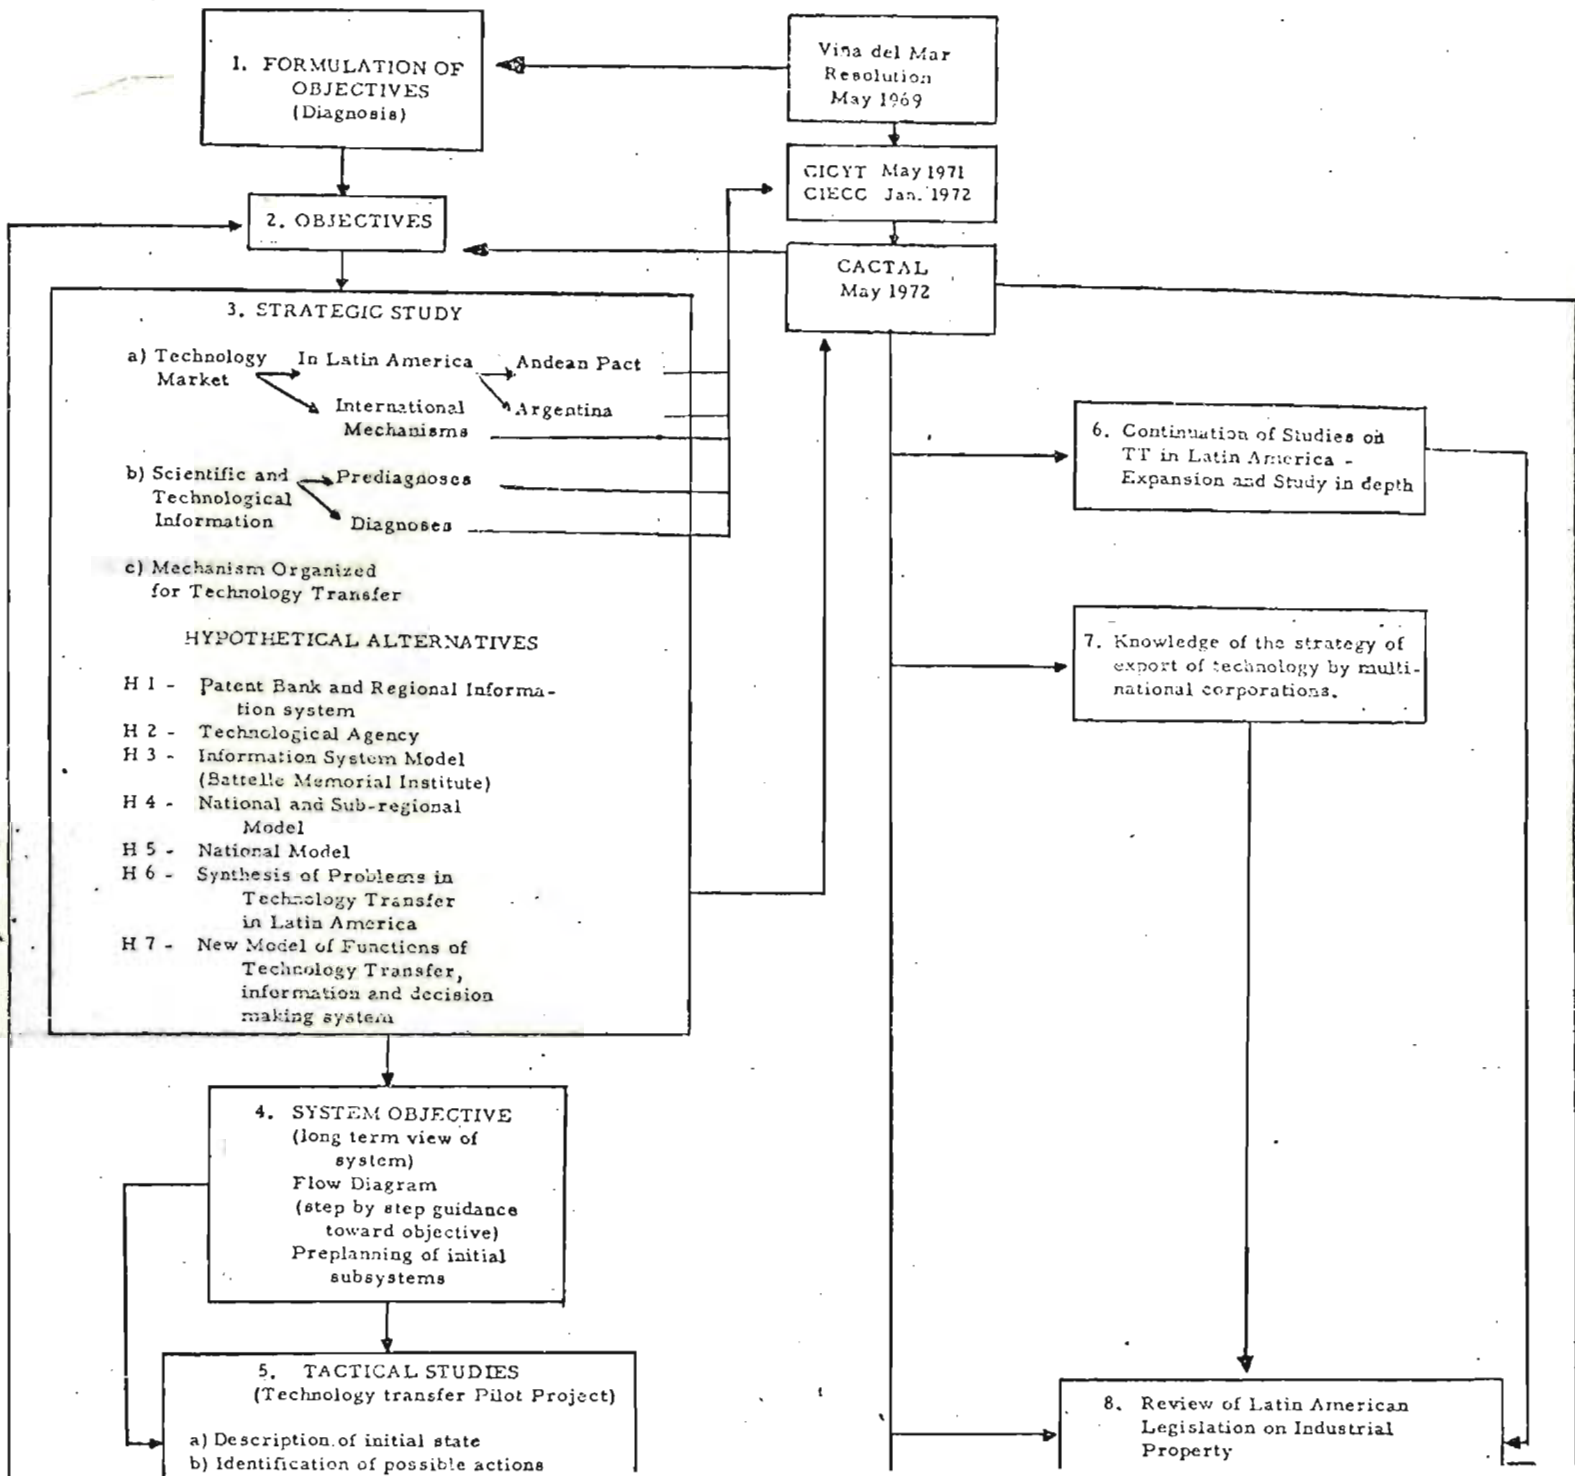 1. FORMULATION OF
OBJECTIVES
(Diagnosis)
Viña del Mar
Resolution
May 1969
CICYT May 1971
CIECC Jan. 1972
2. OBJECTIVES
CACTAL
May 1972
3. STRATEGIC STUDY
a) Technology
Market
In Latin America
Andean Pact
International
Mechanisms
Argentina
b) Scientific and
Technological
Information
Prediagnoses
Diagnoses
c) Mechanism Organized
for Technology Transfer
HYPOTHETICAL ALTERNATIVES
H 1 - Patent Bank and Regional Informa-
tion system
H 2 - Technological Agency
H 3 - Information System Model
(Battelle Memorial Institute)
H 4 - National and Sub-regional
Model
H 5 - National Model
H 6 - Synthesis of Problems in
Technology Transfer
in Latin America
H 7 - New Model of Functions of
Technology Transfer,
information and decision
making system
4. SYSTEM OBJECTIVE
(long term view of
system)
Flow Diagram
(step by step guidance
toward objective)
Preplanning of initial
subsystems
5. TACTICAL STUDIES
(Technology transfer Pilot Project)
a) Description of initial state
b) Identification of possible actions
6. Continuation of Studies on
TT in Latin America -
Expansion and Study in depth
7. Knowledge of the strategy of
export of technology by multi-
national corporations.
8. Review of Latin American
Legislation on Industrial
Property